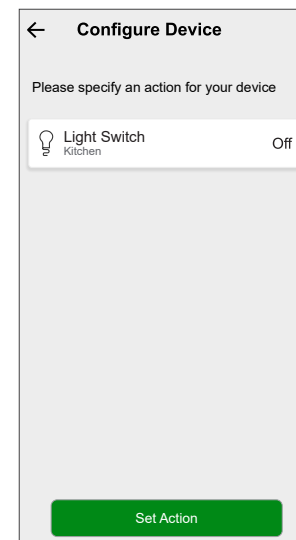 Configure Device
Please specify an action for your device
Light Switch
Off
Kitchen
Set Action